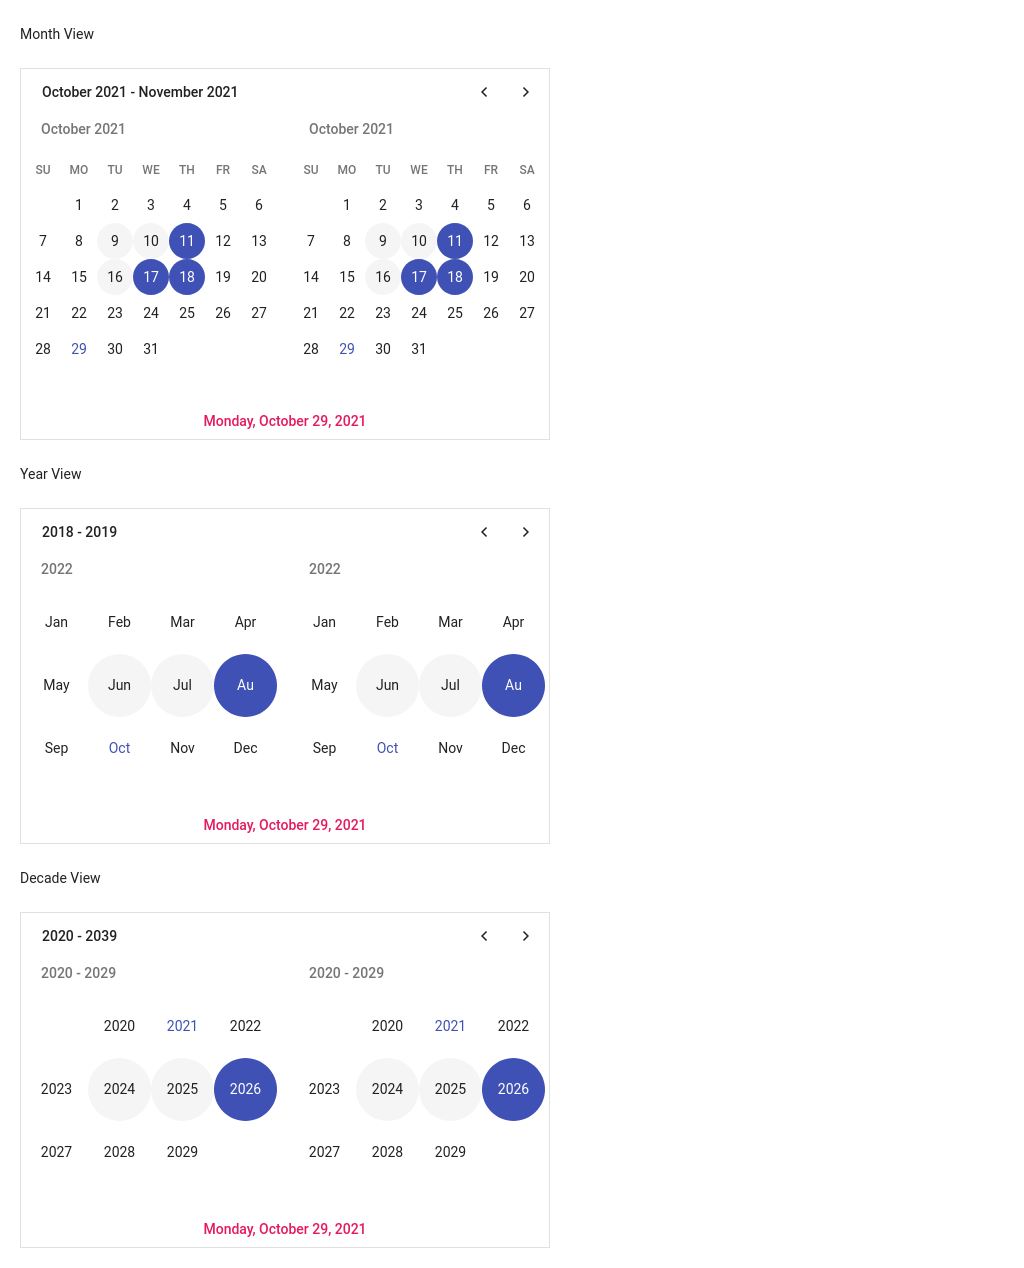 Month View
October 2021 - November 2021
October 2021 October 2021
SU MO TU WE TH FR SA SU MO TU WE TH FR SA
1 2 3 4 5 6 1 2 3 4 5 6
7 8 9 10 11 12 13 7 8 9 10 11 12 13
14 15 16 17 18 19 20 14 15 16 17 18 19 20
21 22 23 24 25 26 27 21 22 23 24 25 26 27
28 29 30 31 28 29 30 31
Monday, October 29, 2021
Year View
2018 - 2019
2022 2022
Jan Feb Mar Apr Jan Feb Mar Apr
May Jun Jul Au May Jun Jul Au
Sep Oct Nov Dec Sep Oct Nov Dec
Monday, October 29, 2021
Decade View
2020 - 2039
2020 - 2029 2020 - 2029
2020 2021 2022 2020 2021 2022
2023 2024 2025 2026 2023 2024 2025 2026
2027 2028 2029 2027 2028 2029
Monday, October 29, 2021